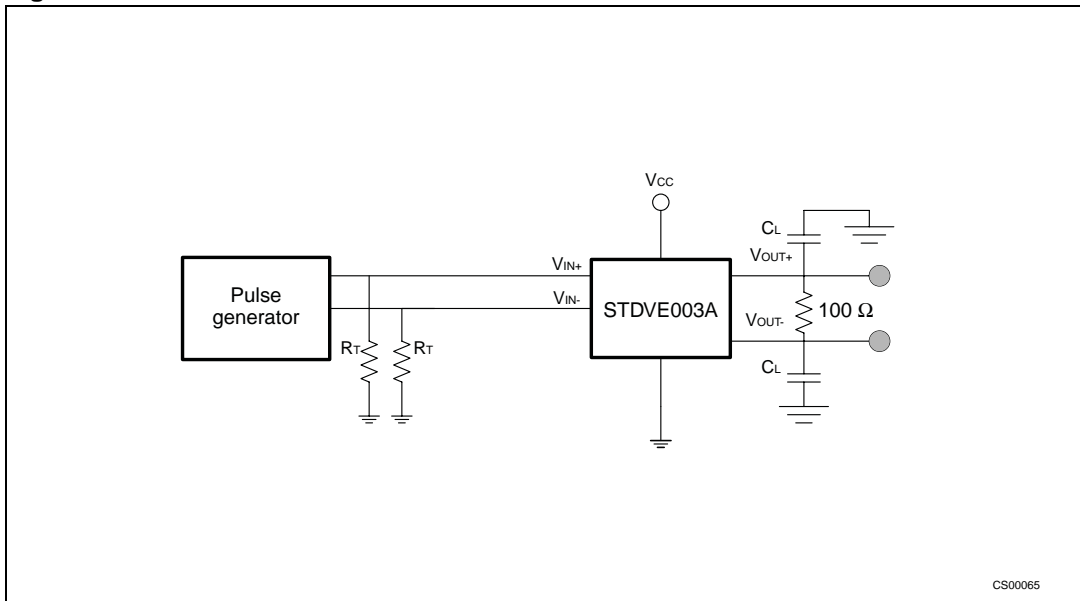 VCC
CL
VOUT+
VIN+
Pulse
generator
VIN-
STDVE003A
100 Ω
VOUT-
RT
RT
CL
CS00065